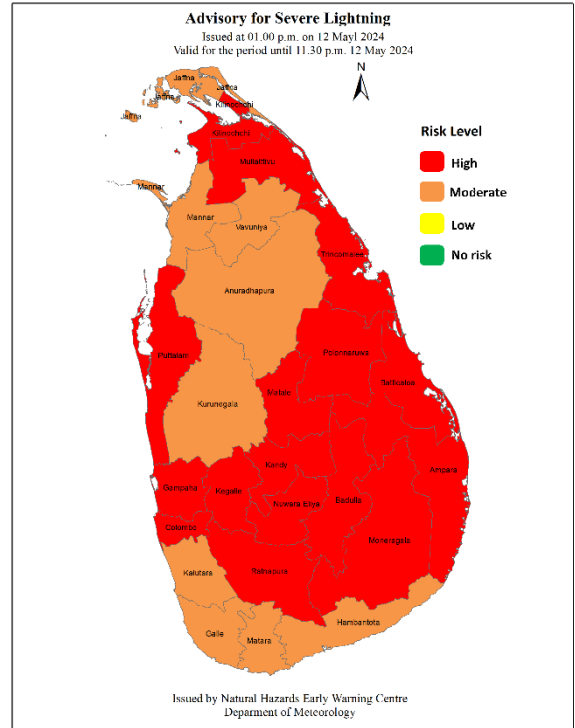 Advisory for Severe Lightning
Issued at 01.00 p.m. on 12 Mayl 2024
Valid for the period until 11.30 p.m. 12 May 2024
N
Jaffna
Jaffna
Jaffna
Jaffna
Kilinochchi
Kilinochchi
Mullaithivu
Mannar
Mannar
Vavuniya
Trincomalee
Anuradhapura
Puttalam
Polonnaruwa
Batticaloa
Matale
Kurunegala
Kandy
Ampara
Gampaha
Kegalle
Nuwara Eliya
Badulla
Colombo
Moneragala
Ratnapura
Kalutara
Hambantota
Galle
Matara
Risk Level
High
Moderate
Low
No risk
Issued by Natural Hazards Early Warning Centre
Deparment of Meteorology